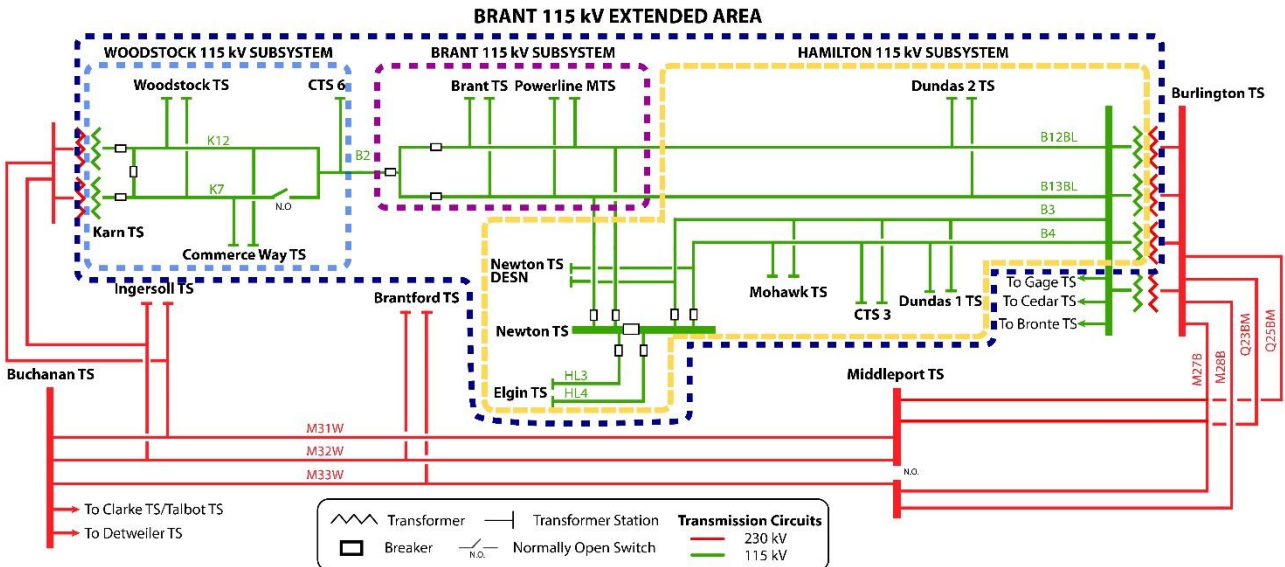 BRANT 115 kV EXTENDED AREA
WOODSTOCK 115 kV SUBSYSTEM
BRANT 115 kV SUBSYSTEM
HAMILTON 115 kV SUBSYSTEM
Woodstock TS
CTS 6
Brant TS
Powerline MTS
Dundas 2 TS
Burlington TS
K12
B2
B12BL
K7
N.O
B13BL
Karn TS
B3
B4
Commerce Way TS
Newton TS
DESN
Mohawk TS
CTS 3
Dundas 1 TS
To Gage TS
To Cedar TS
To Bronte TS
Ingersoll TS
Brantford TS
Newton TS
Buchanan TS
HL3
Elgin TS
HL4
Middleport TS
M27B
M28B
Q23BM
Q25BM
M31W
M32W
M33W
N.O.
To Clarke TS/Talbot TS
To Detweiler TS
Transformer
Transformer Station
Transmission Circuits
230 kV
Breaker
N.O.
Normally Open Switch
115 kV